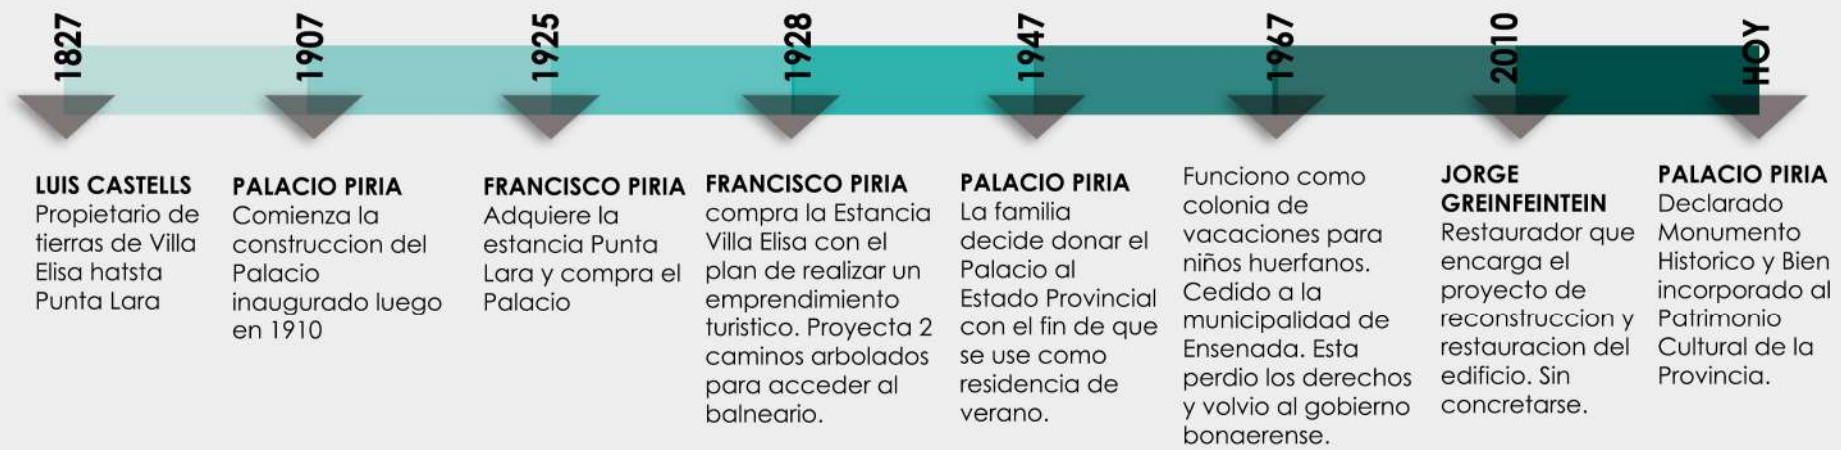 1827
LUIS CASTELLS
Propietario de
tierras de Villa
Elisa hatsta
Punta Lara
1907
PALACIO PIRIA
Comienza la
construccion del
Palacio
inaugurado luego
en 1910
1925
FRANCISCO PIRIA
Adquiere la
estancia Punta
Lara y compra el
Palacio
1928
FRANCISCO PIRIA
compra la Estancia
Villa Elisa con el
plan de realizar un
emprendimiento
turistico. Proyecta 2
caminos arbolados
para acceder al
balneario.
1947
PALACIO PIRIA
La familia
decide donar el
Palacio al
Estado Provincial
con el fin de que
se use como
residencia de
verano.
1967
Funciono como
colonia de
vacaciones para
niños huerfanos.
Cedido a la
municipalidad de
Ensenada. Esta
perdio los derechos
y volvio al gobierno
bonaerense.
2010
JORGE
GREINFEINTEIN
Restaurador que
encarga el
proyecto de
reconstruccion y
restauracion del
edificio. Sin
concretarse.
HOY
PALACIO PIRIA
Declarado
Monumento
Historico y Bien
incorporado al
Patrimonio
Cultural de la
Provincia.